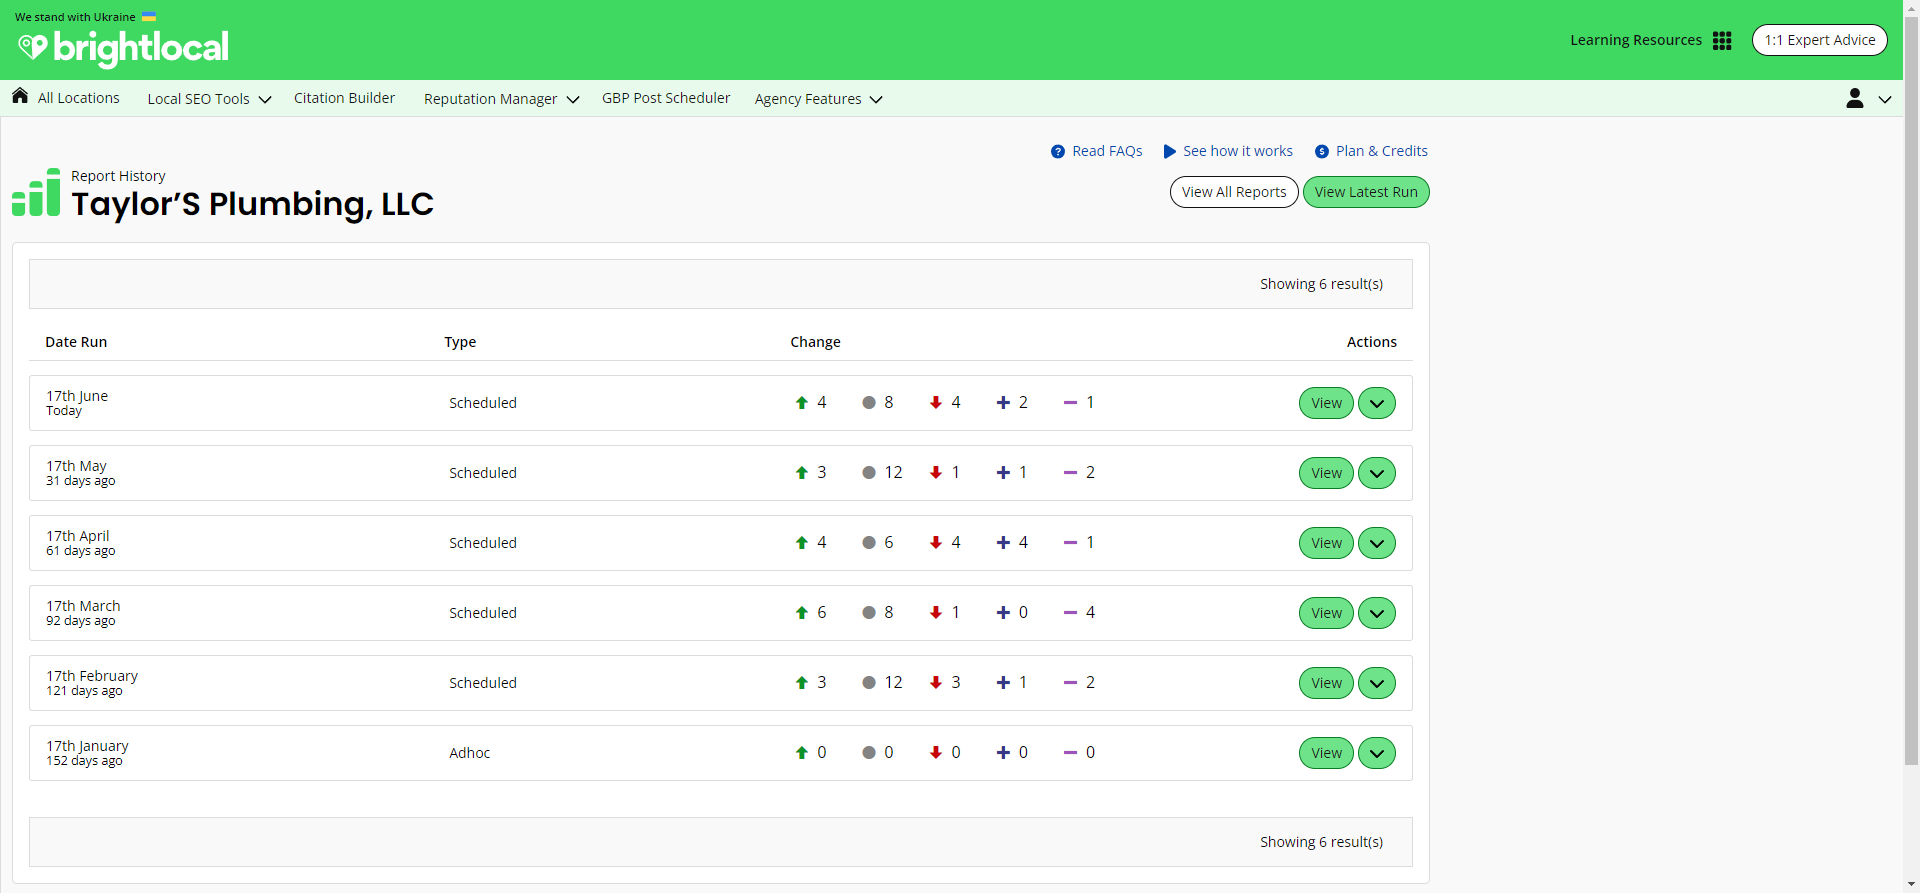 We stand with Ukraine
brightlocal
Learning Resources
1:1 Expert Advice
All Locations Local SEO Tools Citation Builder Reputation Manager GBP Post Scheduler Agency Features
Read FAQs See how it works Plan & Credits
Report History
Taylor’S Plumbing, LLC
View All Reports View Latest Run
Showing 6 result(s)
Date Run Type Change Actions
17th June
Today
Scheduled 4 8 4 2 1 View
17th May
31 days ago
Scheduled 3 12 1 1 2 View
17th April
61 days ago
Scheduled 4 6 4 4 1 View
17th March
92 days ago
Scheduled 6 8 1 0 4 View
17th February
121 days ago
Scheduled 3 12 3 1 2 View
17th January
152 days ago
Adhoc 0 0 0 0 0 View
Showing 6 result(s)